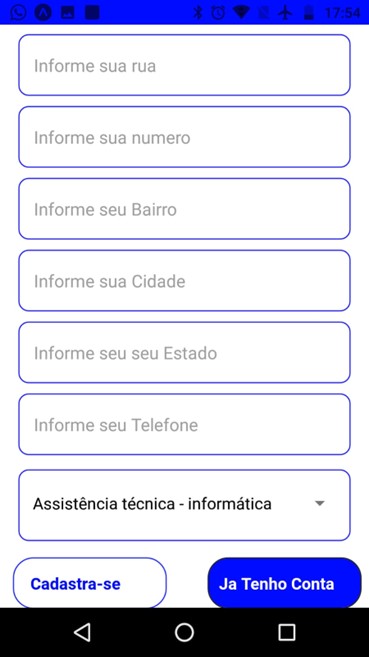 17:54
Informe sua rua
Informe sua numero
Informe seu Bairro
Informe sua Cidade
Informe seu seu Estado
Informe seu Telefone
Assistência técnica - informática
Cadastra-se
Ja Tenho Conta